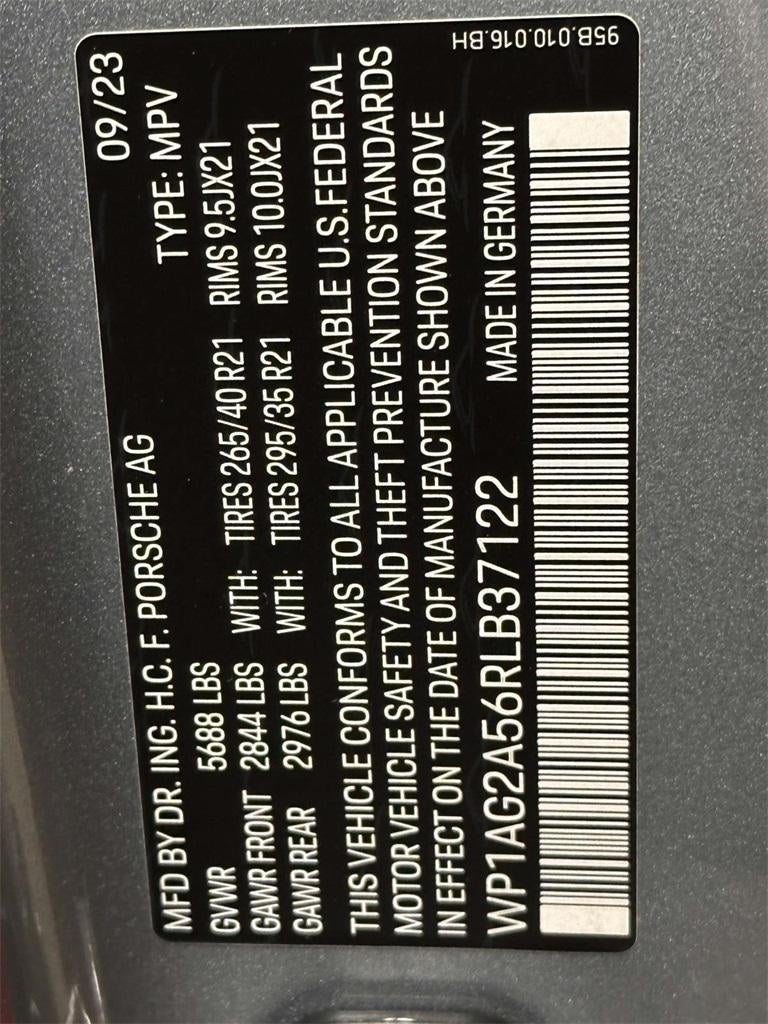 09/23
MFD BY DR. ING. H.C. F. PORSCHE AG TYPE: MPV
GVWR 5688 LBS
GAWR FRONT 2844 LBS WITH: TIRES 265/40 R21 RIMS 9.5JX21
GAWR REAR 2976 LBS WITH: TIRES 295/35 R21 RIMS 10.0JX21
THIS VEHICLE CONFORMS TO ALL APPLICABLE U.S.FEDERAL
MOTOR VEHICLE SAFETY AND THEFT PREVENTION STANDARDS
IN EFFECT ON THE DATE OF MANUFACTURE SHOWN ABOVE
WP1AG2A56RLB37122 MADE IN GERMANY
95B.010.016.BH